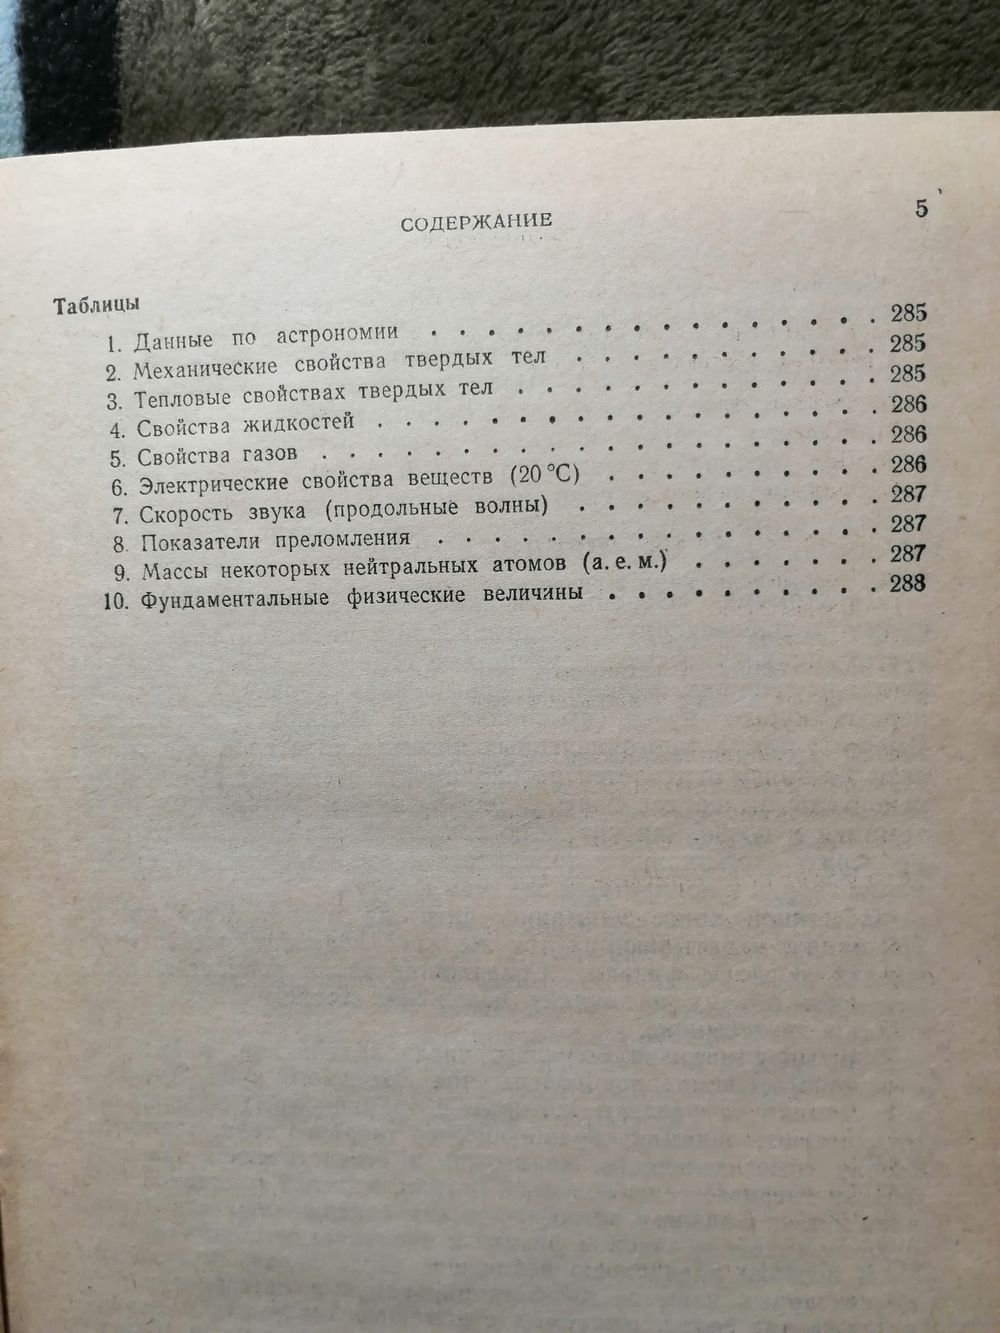 СОДЕРЖАНИЕ 5
Таблицы
1. Данные по астрономии . . . . . . . . . . . . . . . . 285
2. Механические свойства твердых тел . . . . . . . . . . . 285
3. Тепловые свойствах твердых тел . . . . . . . . . . . . . 285
4. Свойства жидкостей . . . . . . . . . . . . . . . . . . 286
5. Свойства газов . . . . . . . . . . . . . . . . . . . . 286
6. Электрические свойства веществ (20 °С) . . . . . . . . . . 286
7. Скорость звука (продольные волны) . . . . . . . . . . . 287
8. Показатели преломления . . . . . . . . . . . . . . . . 287
9. Массы некоторых нейтральных атомов (а. е. м.) . . . . . . . 287
10. Фундаментальные физические величины . . . . . . . . . . 288